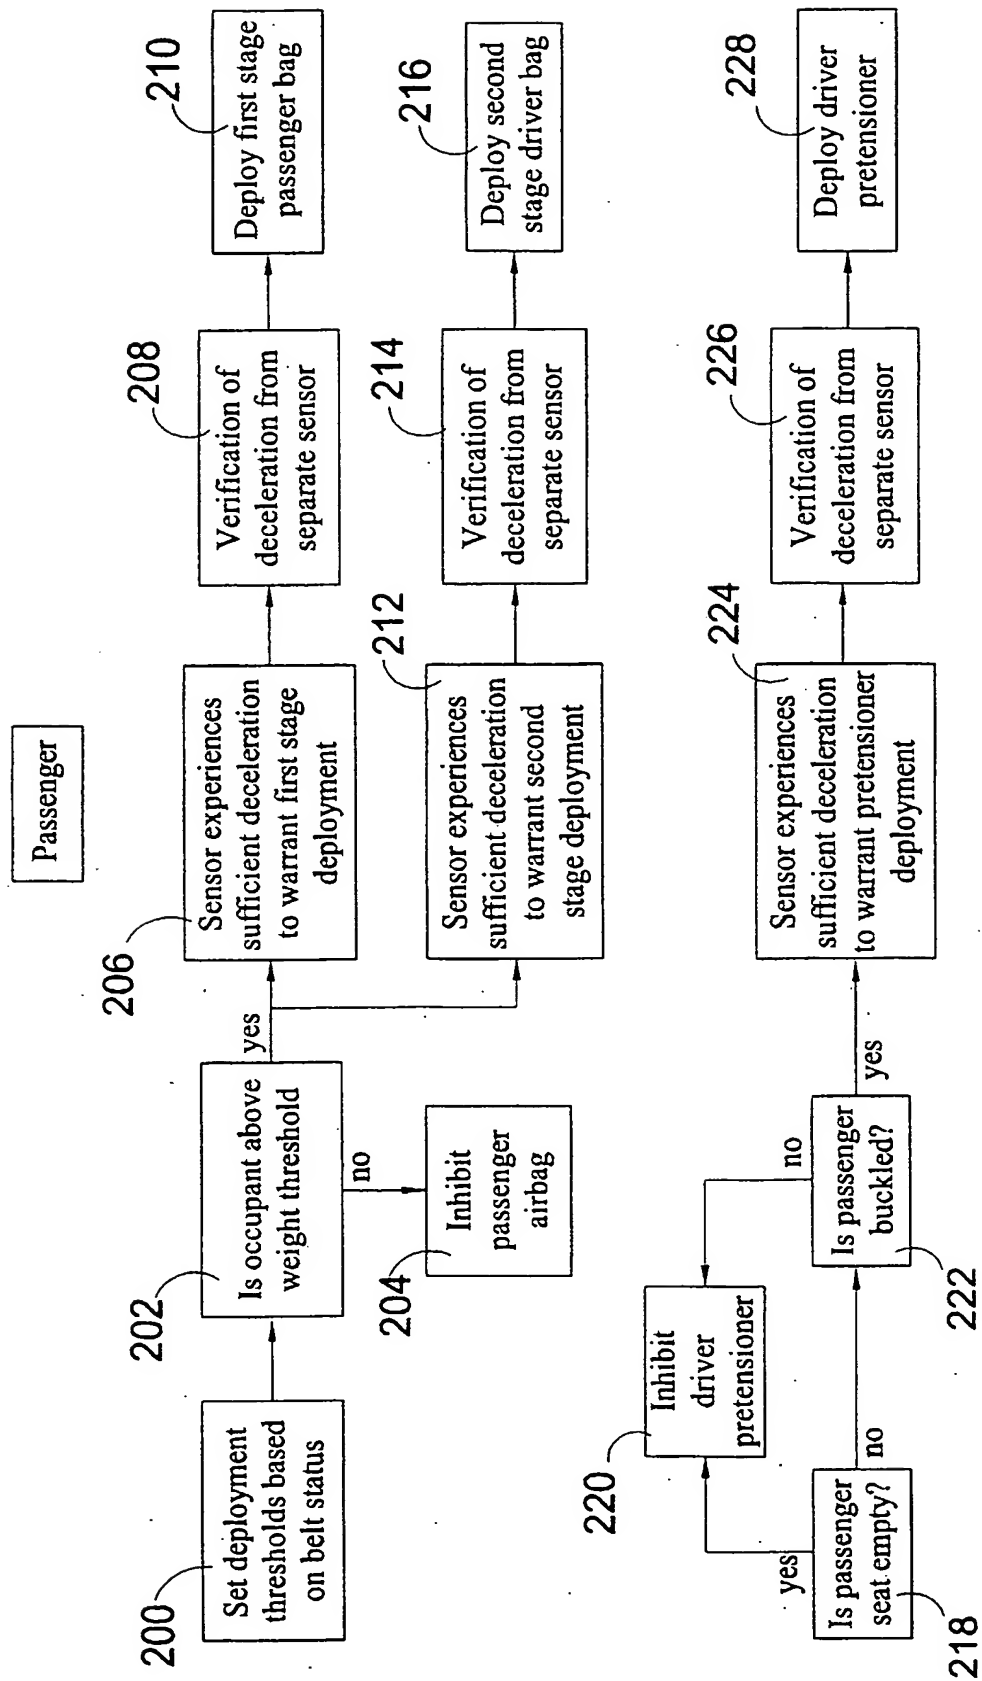 Passenger
200
Set deployment
thresholds based
on belt status
202
Is occupant above
weight threshold
yes
no
204
Inhibit
passenger
airbag
206
Sensor experiences
sufficient deceleration
to warrant first stage
deployment
208
Verification of
deceleration from
separate sensor
210
Deploy first stage
passenger bag
212
Sensor experiences
sufficient deceleration
to warrant second
stage deployment
214
Verification of
deceleration from
separate sensor
216
Deploy second
stage driver bag
218
Is passenger
seat empty?
yes
no
220
Inhibit
driver
pretensioner
222
Is passenger
buckled?
no
yes
224
Sensor experiences
sufficient deceleration
to warrant pretensioner
deployment
226
Verification of
deceleration from
separate sensor
228
Deploy driver
pretensioner